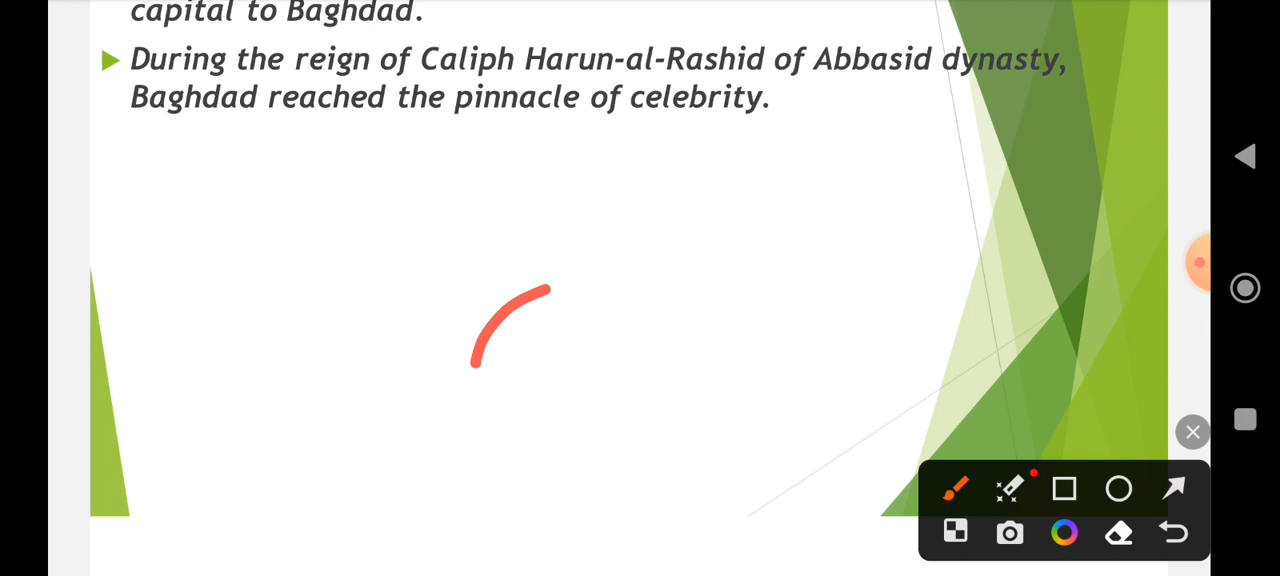 capital to Baghdad.
During the reign of Caliph Harun-al-Rashid of Abbasid dynasty,
Baghdad reached the pinnacle of celebrity.